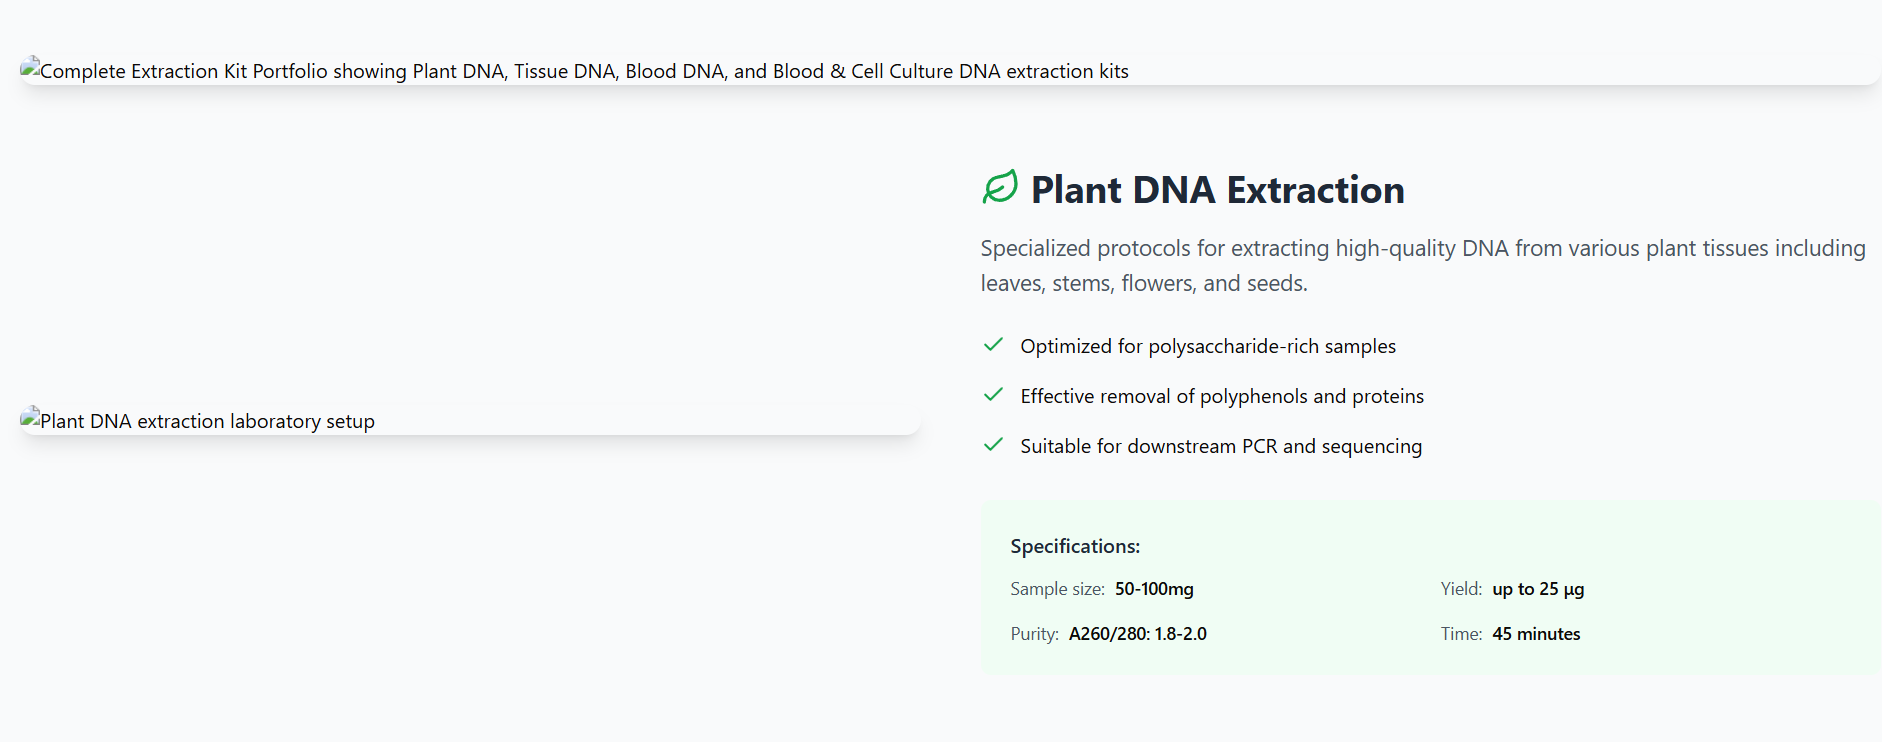 Complete Extraction Kit Portfolio showing Plant DNA, Tissue DNA, Blood DNA, and Blood & Cell Culture DNA extraction kits
Plant DNA extraction laboratory setup
Plant DNA Extraction
Specialized protocols for extracting high-quality DNA from various plant tissues including
leaves, stems, flowers, and seeds.
Optimized for polysaccharide-rich samples
Effective removal of polyphenols and proteins
Suitable for downstream PCR and sequencing
Specifications:
Sample size: 50-100mg
Yield: up to 25 μg
Purity: A260/280: 1.8-2.0
Time: 45 minutes